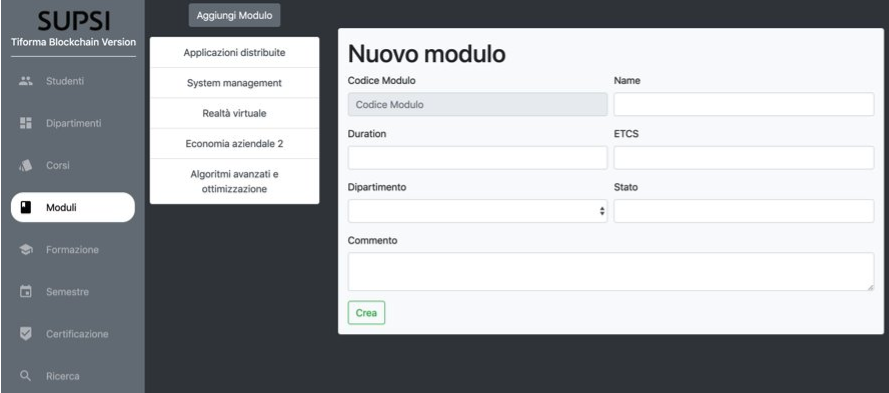 SUPSI
Tiforma Blockchain Version
Studenti
Dipartimenti
Corsi
Moduli
Formazione
Semestre
Certificazione
Ricerca
Aggiungi Modulo
Applicazioni distribuite
System management
Realtà virtuale
Economia aziendale 2
Algoritmi avanzati e
ottimizzazione
Nuovo modulo
Codice Modulo
Name
Codice Modulo
Duration
ETCS
Dipartimento
Stato
Commento
Crea